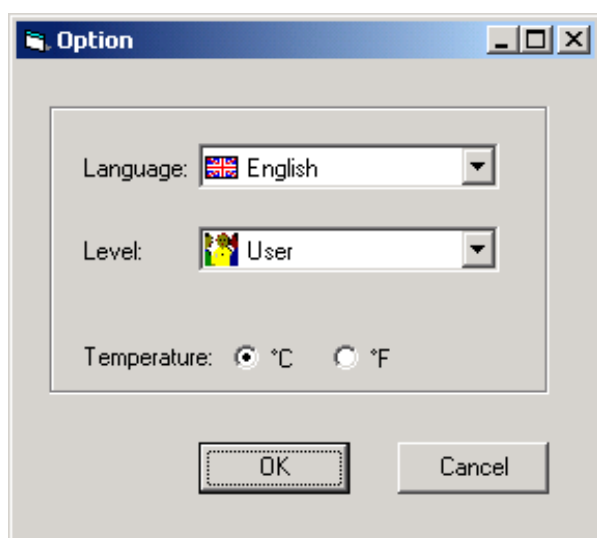 Option
Language: English
Level: User
Temperature: °C °F
OK Cancel